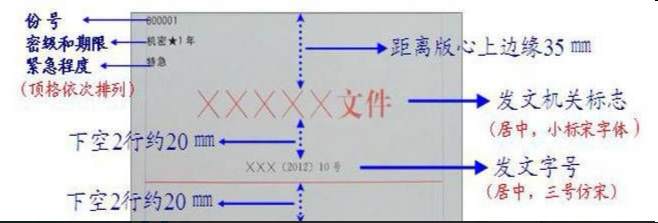 份号
600001
密级和期限
机密★1年
紧急程度
特急
(顶格依次排列)
距离版心上边缘35 mm
XXXXX文件
发文机关标志
(居中, 小标宋字体)
下空2行约20 mm
XXX〔2012〕10号
发文字号
(居中, 三号仿宋)
下空2行约20 mm